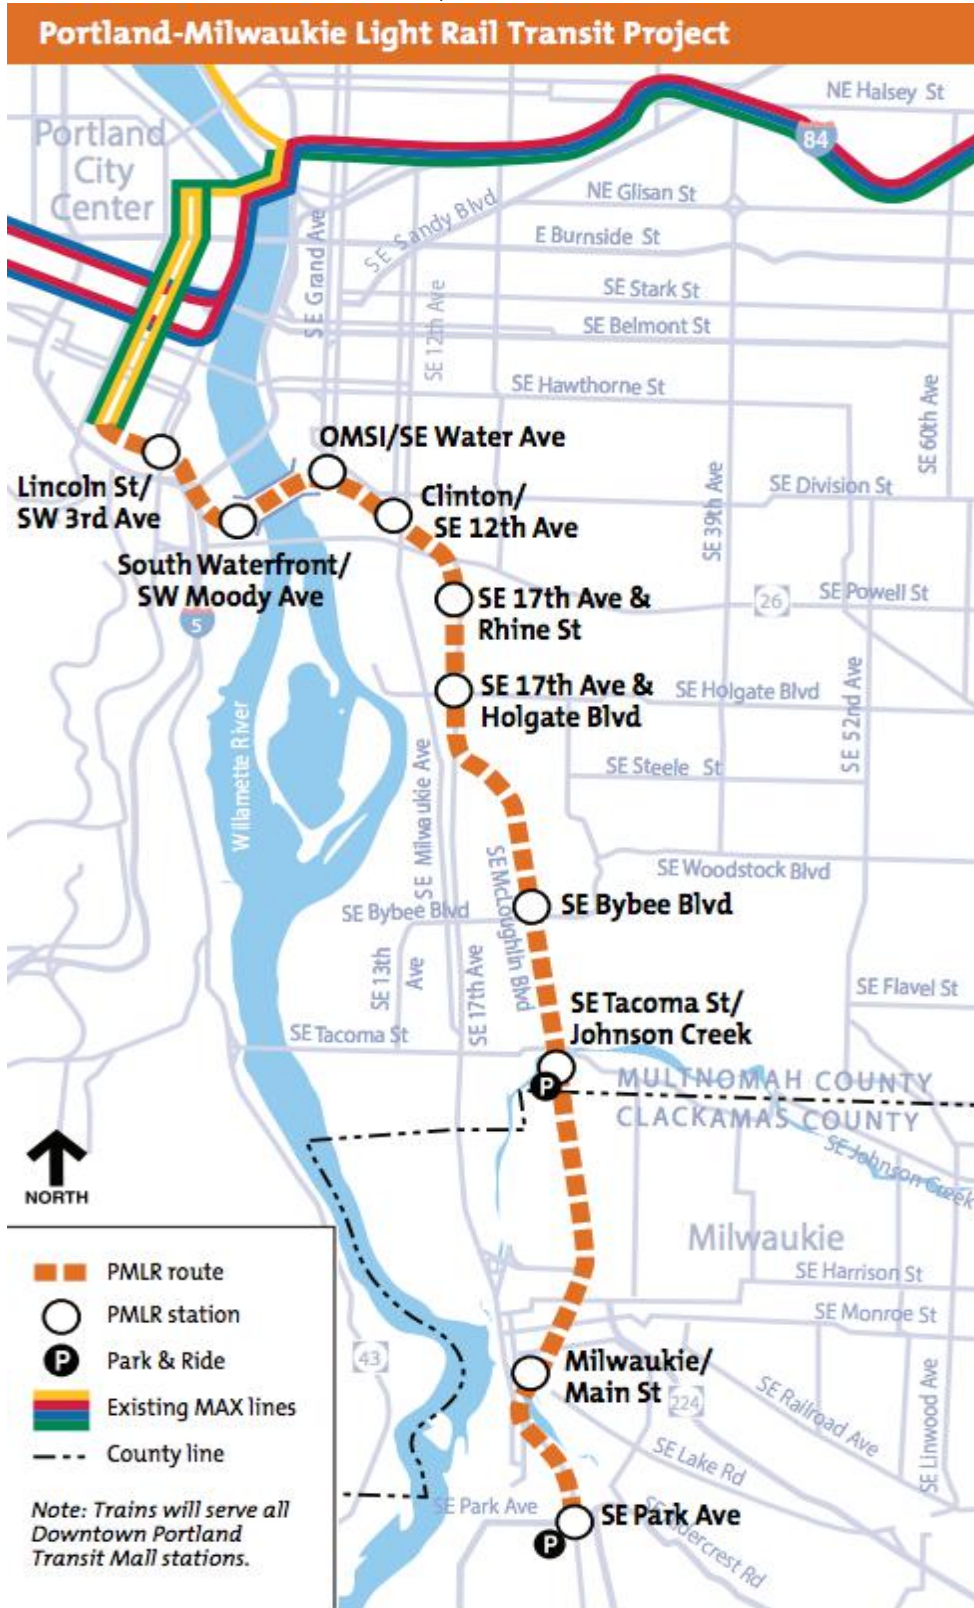 Portland-Milwaukie Light Rail Transit Project
NE Halsey St
Portland
City
Center
84
NE Glisan St
SE Sandy Blvd
E Burnside St
SE Grand Ave
SE Stark St
SE 12th Ave
SE Belmont St
SE Hawthorne St
SE 60th Ave
OMSI/SE Water Ave
Lincoln St/
SW 3rd Ave
Clinton/
SE 12th Ave
SE Division St
SE 39th Ave
South Waterfront/
SW Moody Ave
5
SE 17th Ave &
Rhine St
26
SE Powell St
SE 17th Ave &
Holgate Blvd
SE Holgate Blvd
SE 52nd Ave
Willamette River
SE Milwaukie Ave
SE Steele St
SE McLoughlin Blvd
SE Woodstock Blvd
SE Bybee Blvd
SE Bybee Blvd
SE 13th
Ave
SE 17th Ave
SE Flavel St
SE Tacoma St/
Johnson Creek
SE Tacoma St
P
MULTNOMAH COUNTY
CLACKAMAS COUNTY
SE Johnson Creek
NORTH
Milwaukie
SE Harrison St
SE Monroe St
PMLR route
PMLR station
P
Park & Ride
Existing MAX lines
County line
Note: Trains will serve all
Downtown Portland
Transit Mall stations.
43
Milwaukie/
Main St
224
SE Railroad Ave
SE Linwood Ave
SE Lake Rd
SE Park Ave
SE Park Ave
P